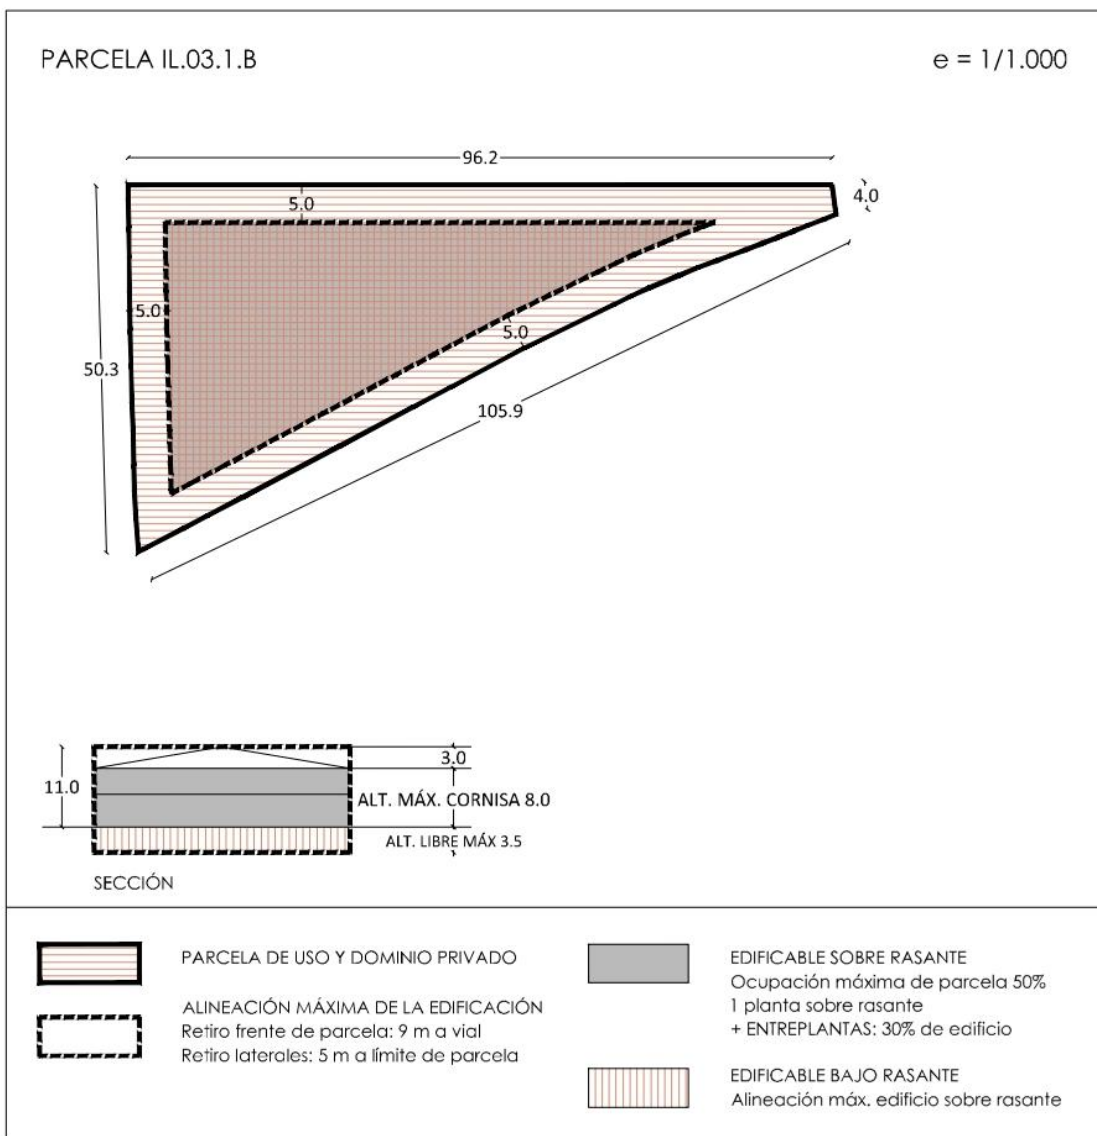 PARCELA IL.03.1.B
e = 1/1.000
96.2
4.0
5.0
5.0
5.0
50.3
105.9
3.0
11.0
ALT. MÁX. CORNISA 8.0
ALT. LIBRE MÁX 3.5
SECCIÓN
PARCELA DE USO Y DOMINIO PRIVADO
ALINEACIÓN MÁXIMA DE LA EDIFICACIÓN
Retiro frente de parcela: 9 m a vial
Retiro laterales: 5 m a límite de parcela
EDIFICABLE SOBRE RASANTE
Ocupación máxima de parcela 50%
1 planta sobre rasante
+ ENTREPLANTAS: 30% de edificio
EDIFICABLE BAJO RASANTE
Alineación máx. edificio sobre rasante